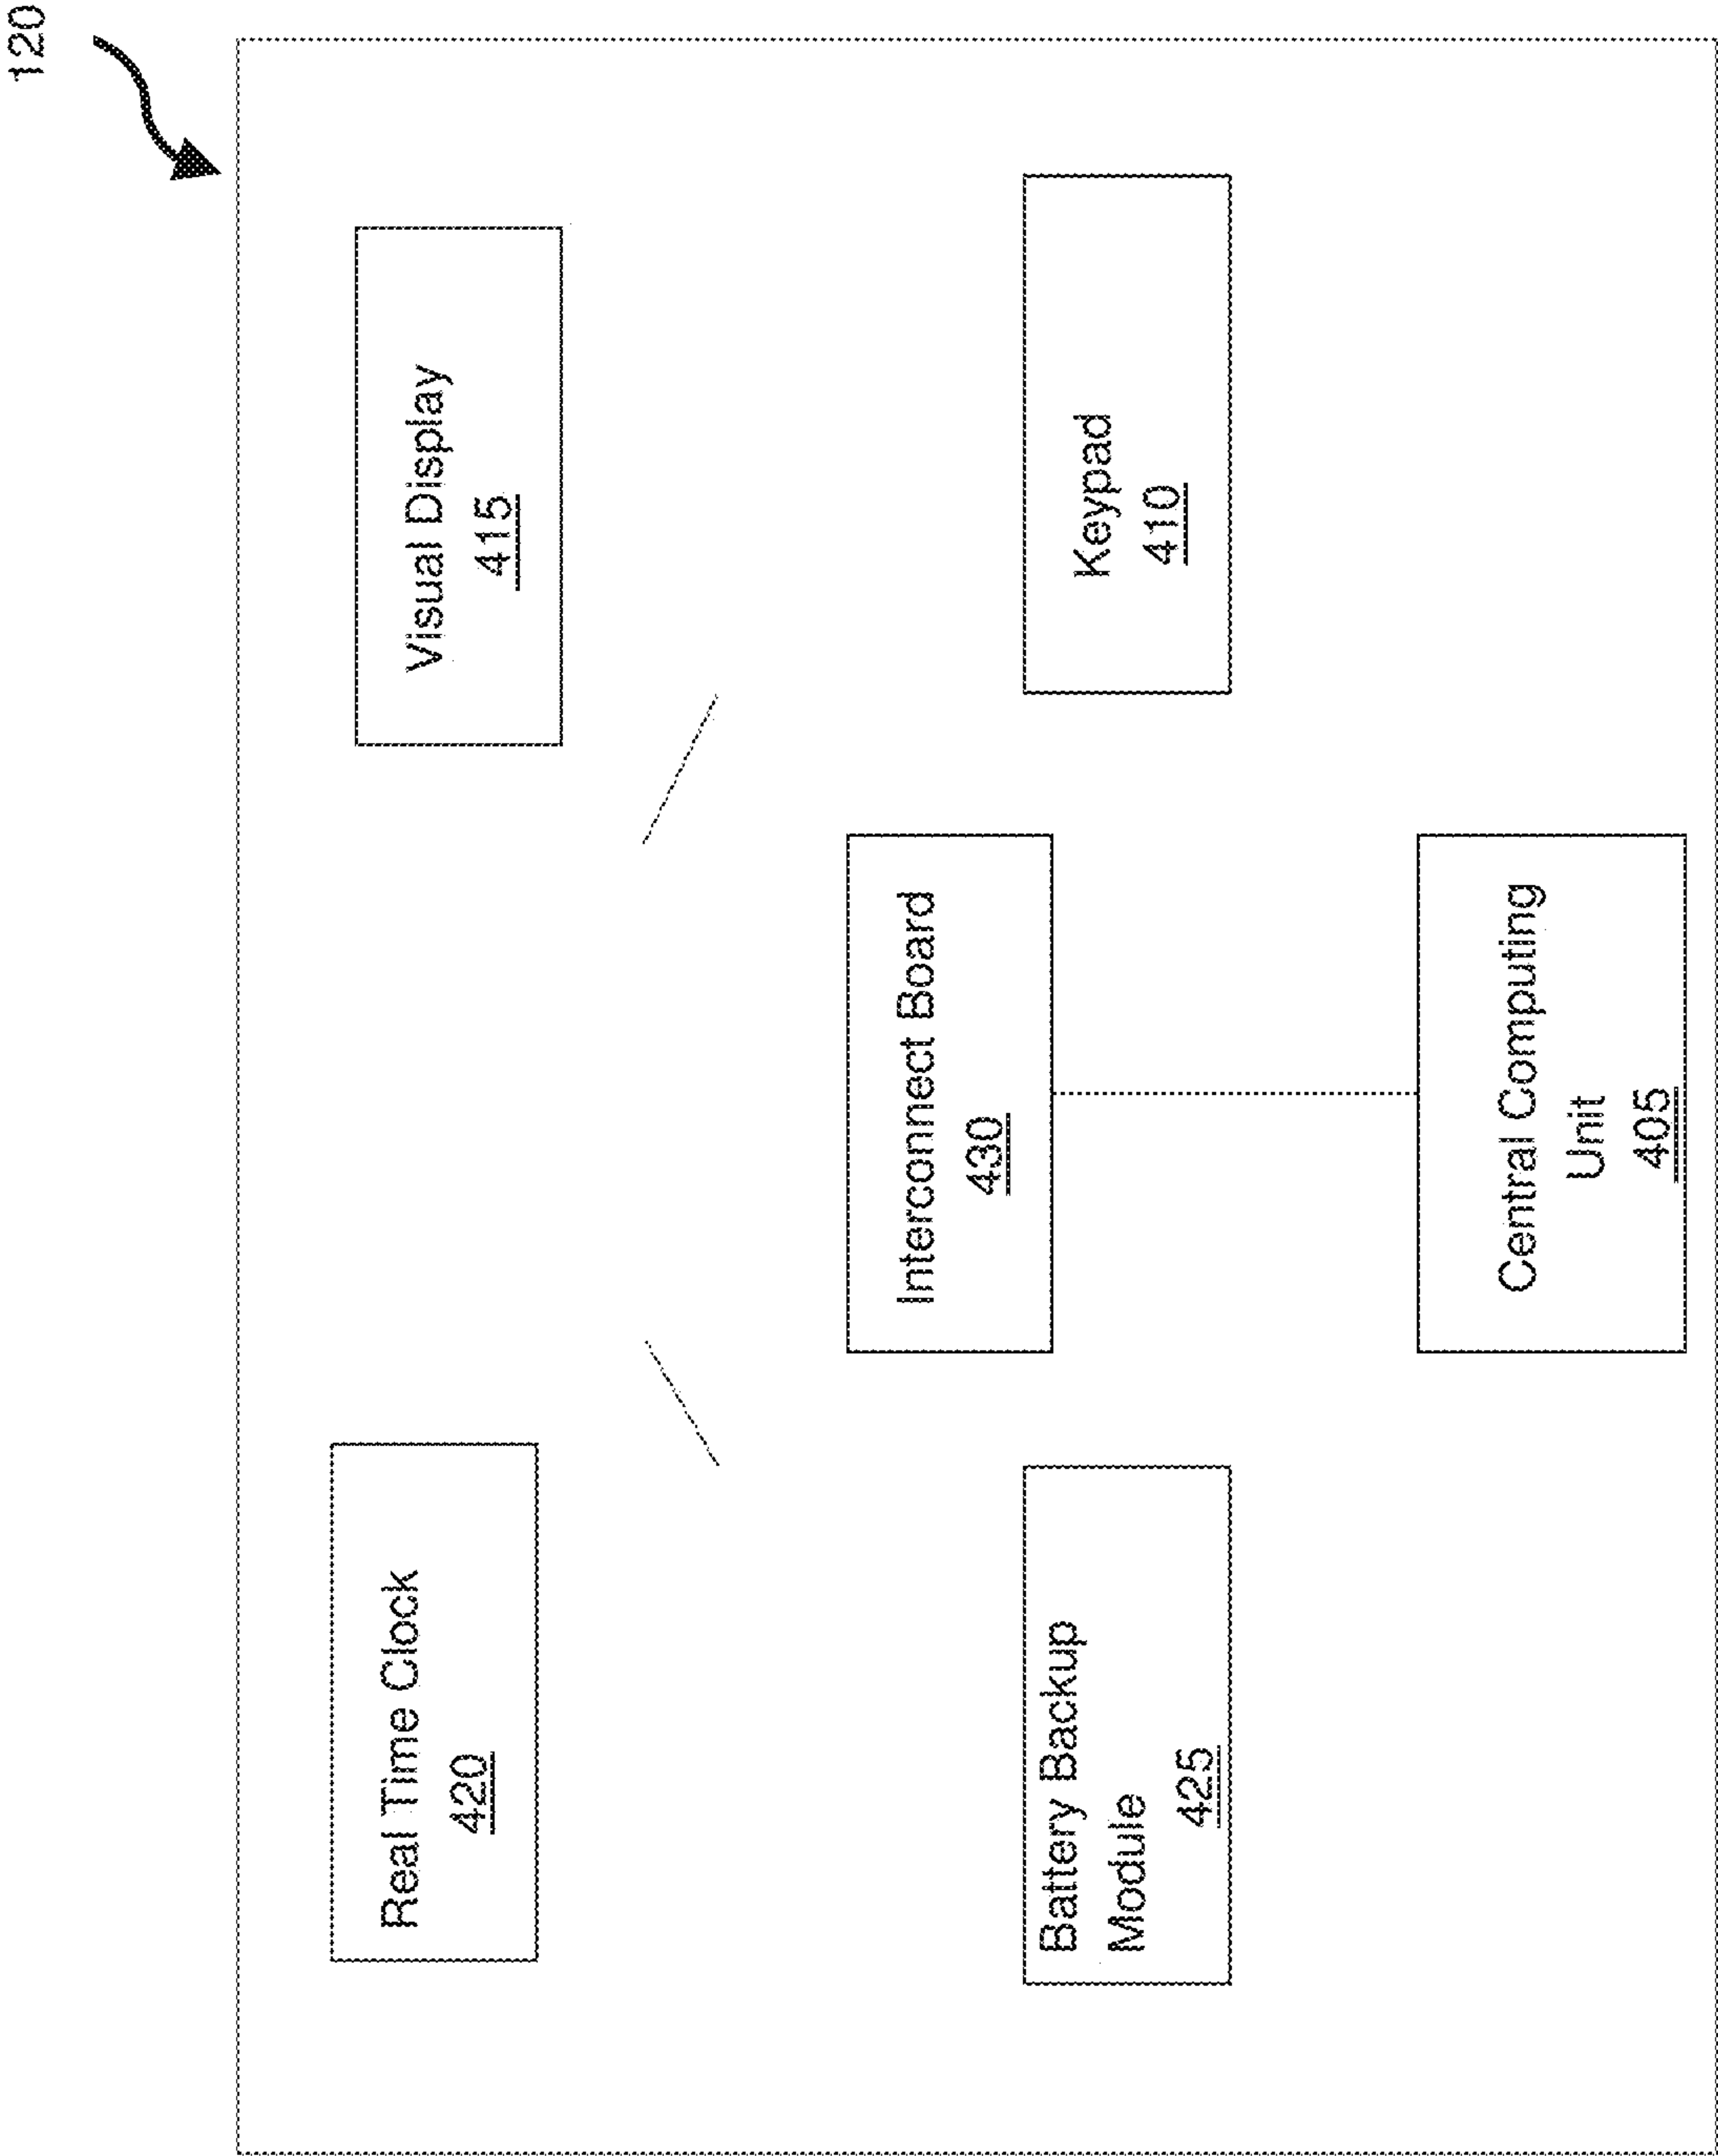 120
Real Time Clock
420
Visual Display
415
Interconnect Board
430
Battery Backup
Module
425
Keypad
410
Central Computing
Unit
405